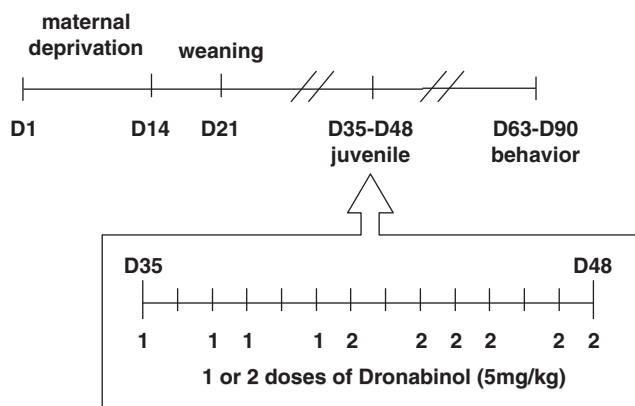 maternal
deprivation
weaning
D1 D14 D21 D35-D48 D63-D90
juvenile behavior
D35 D48
1 1 1 1 2 2 2 2 2 2
1 or 2 doses of Dronabinol (5mg/kg)